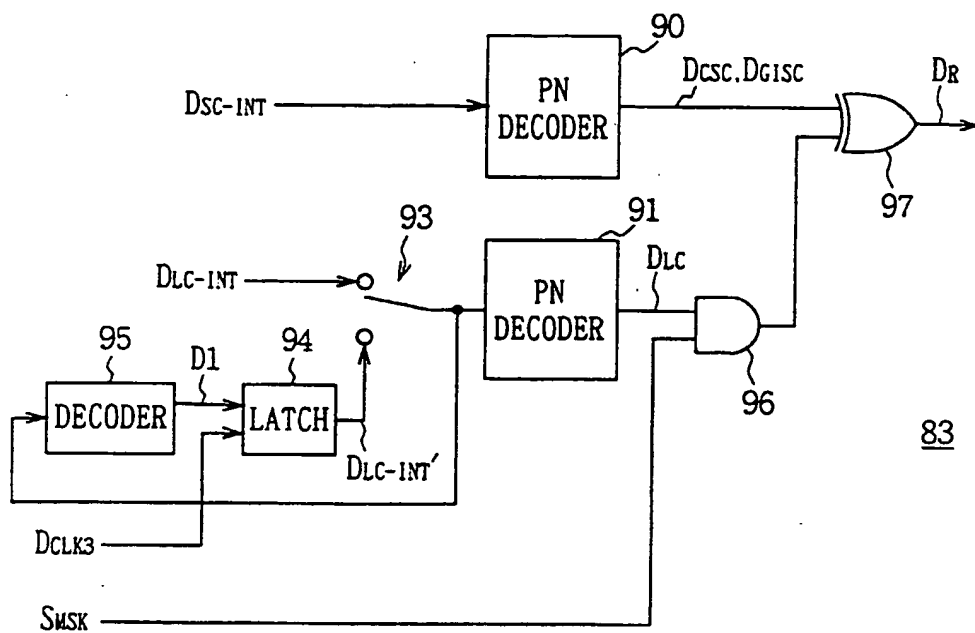 90
DCSC, DGISC
DR
DSC-INT
PN
DECODER
97
93
91
DLC-INT
DLC
PN
DECODER
95
D1
94
96
DECODER
LATCH
83
DLC-INT′
DCLK3
SMSK